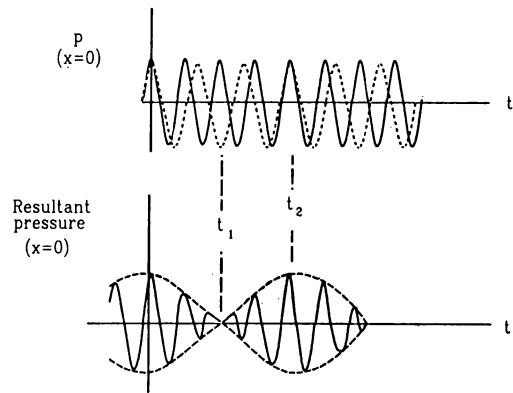 p
(x=0)
t
t₁
t₂
Resultant
pressure
(x=0)
t